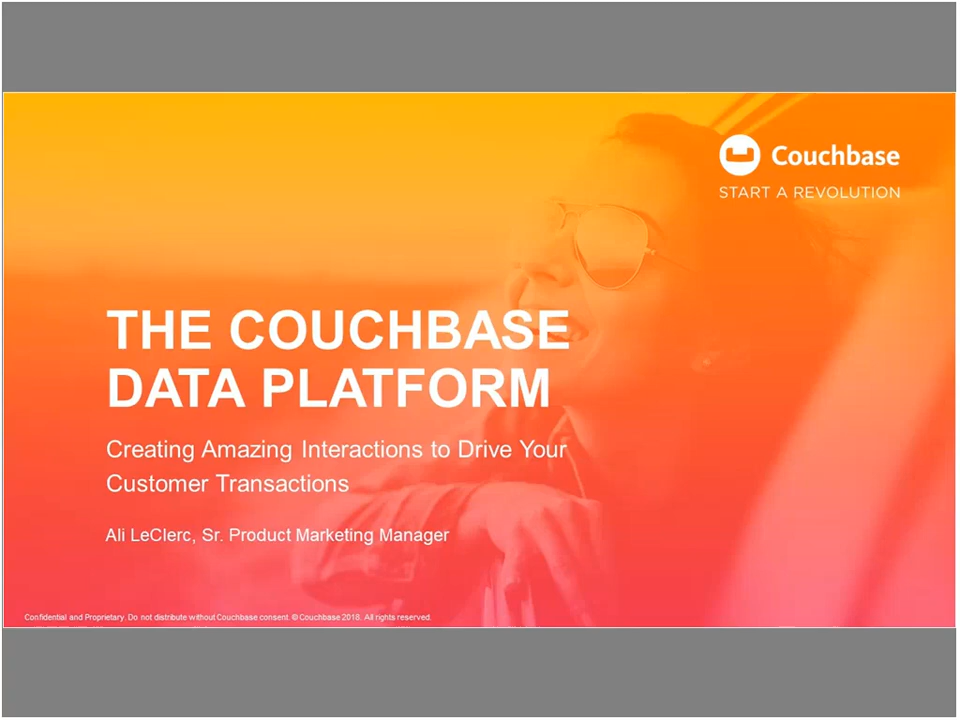 Couchbase
START A REVOLUTION
THE COUCHBASE
DATA PLATFORM
Creating Amazing Interactions to Drive Your
Customer Transactions
Ali LeClerc, Sr. Product Marketing Manager
Confidential and Proprietary. Do not distribute without Couchbase consent. © Couchbase 2018. All rights reserved.